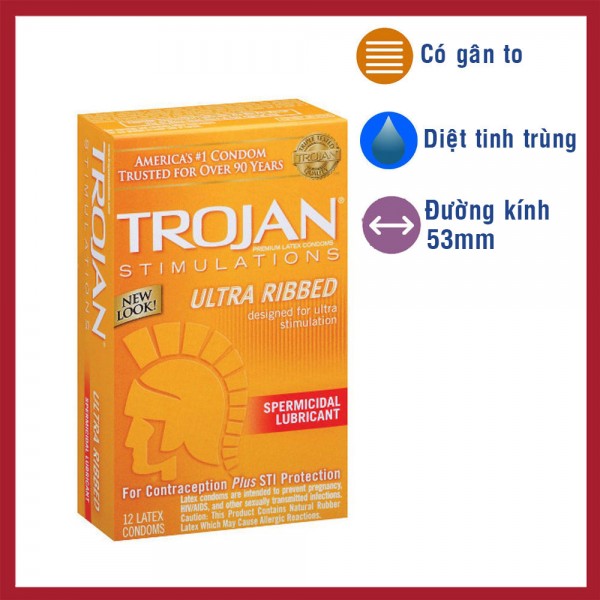 Có gân to
Diệt tinh trùng
Đường kính
53mm
AMERICA'S #1 CONDOM
TRUSTED FOR OVER 90 YEARS
TROJAN
TROJAN®
PREMIUM LATEX CONDOMS
STIMULATIONS
NEW
LOOK!
ULTRA RIBBED
designed for ultra
stimulation
SPERMICIDAL
LUBRICANT
For Contraception Plus STI Protection
Latex condoms are intended to prevent pregnancy,
HIV/AIDS, and other sexually transmitted infections.
Caution: This Product Contains Natural Rubber
Latex Which May Cause Allergic Reactions.
12 LATEX
CONDOMS
TROJAN®
STIMULATIONS
ULTRA RIBBED
SPERMICIDAL LUBRICANT